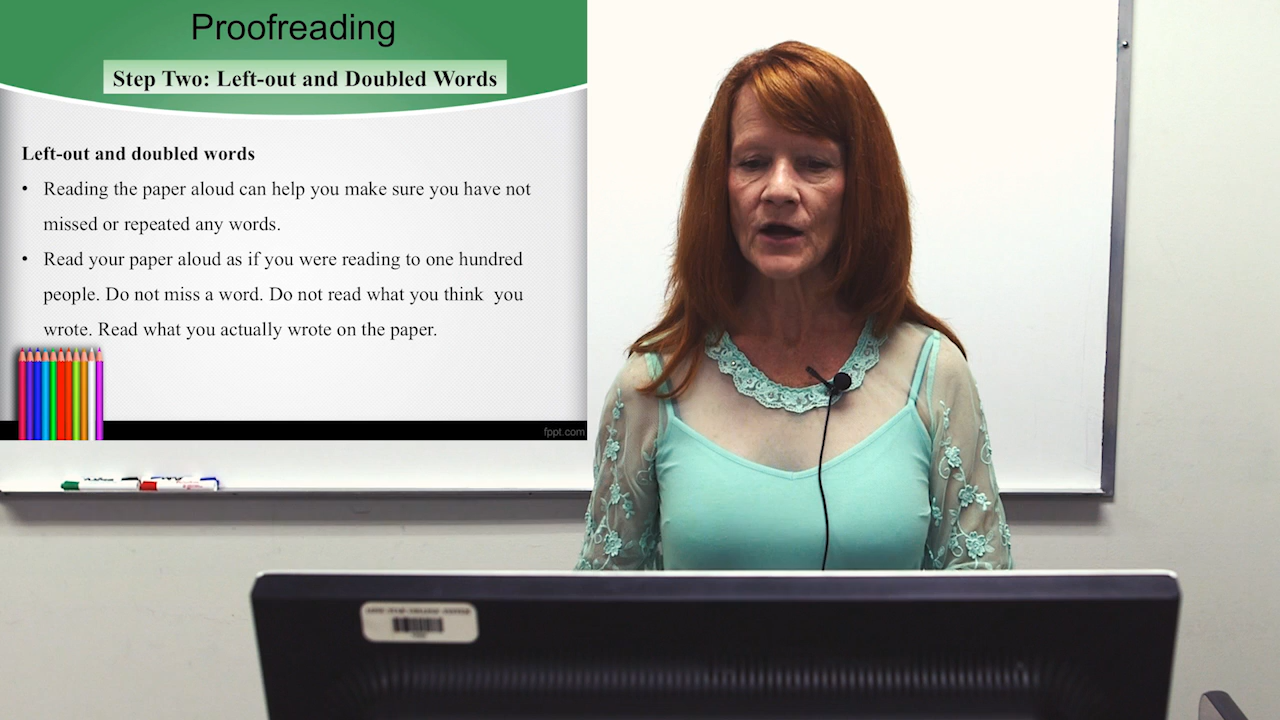 Proofreading
Step Two: Left-out and Doubled Words
Left-out and doubled words
• Reading the paper aloud can help you make sure you have not
missed or repeated any words.
• Read your paper aloud as if you were reading to one hundred
people. Do not miss a word. Do not read what you think  you
wrote. Read what you actually wrote on the paper.
fppt.com